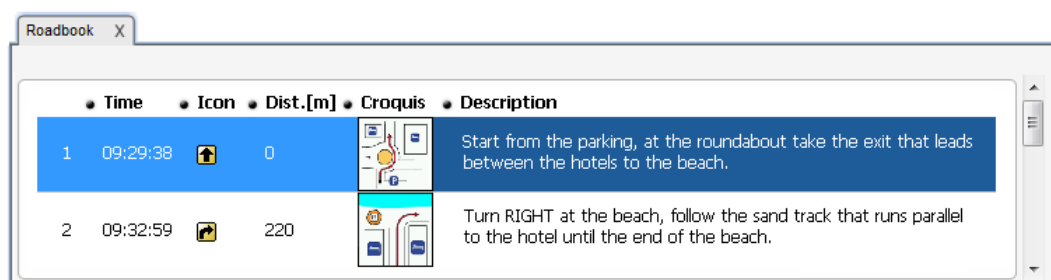 Roadbook X
Time Icon Dist.[m] Croquis Description
1 09:29:38 0 Start from the parking, at the roundabout take the exit that leads
between the hotels to the beach.
2 09:32:59 220 Turn RIGHT at the beach, follow the sand track that runs parallel
to the hotel until the end of the beach.